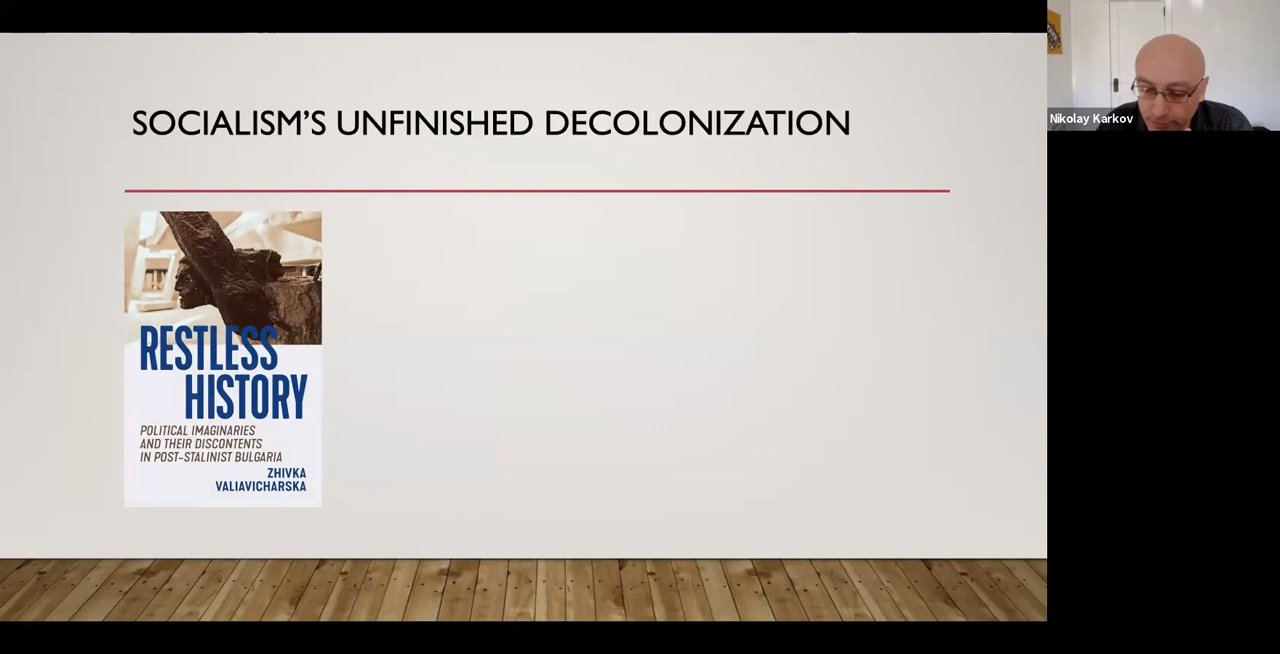 SOCIALISM’S UNFINISHED DECOLONIZATION
RESTLESS
HISTORY
POLITICAL IMAGINARIES
AND THEIR DISCONTENTS
IN POST-STALINIST BULGARIA
ZHIVKA
VALIAVICHARSKA
Nikolay Karkov